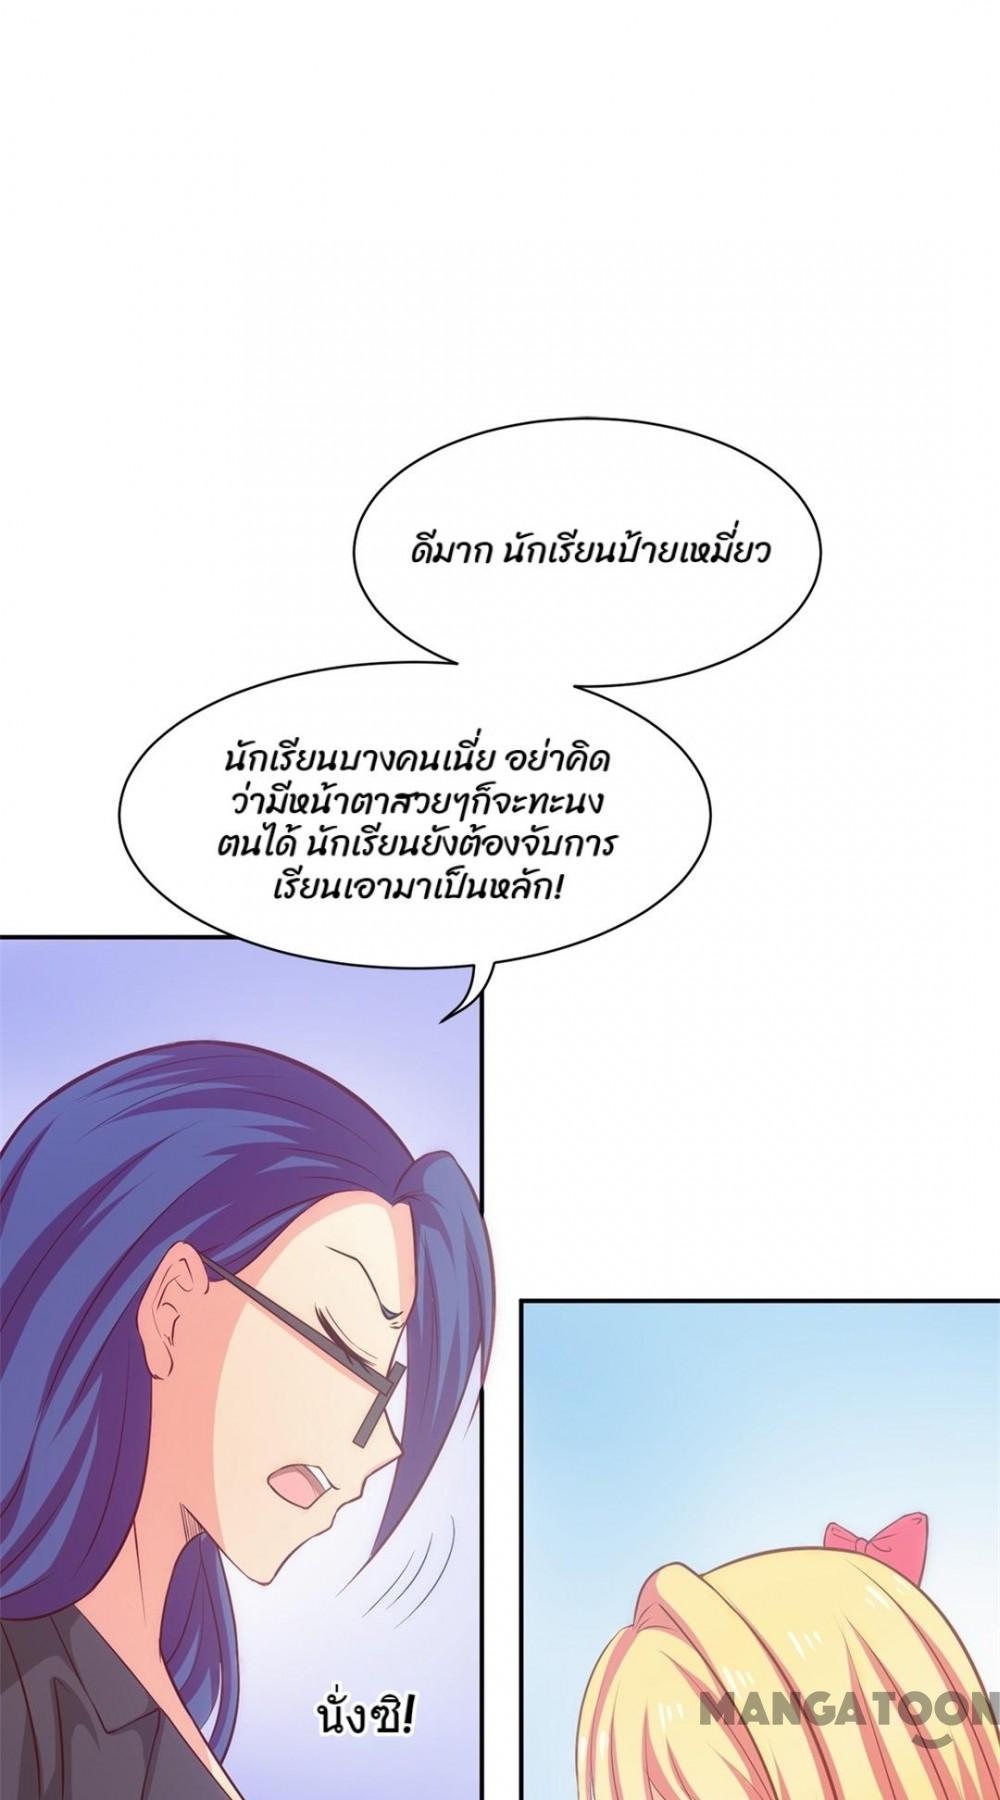 ดีมาก นักเรียนป้ายเหมี่ยว
นักเรียนบางคนเนี่ย อย่าคิด
ว่ามีหน้าตาสวยๆก็จะทะนง
ตนได้ นักเรียนยังต้องจับการ
เรียนเอามาเป็นหลัก!
นั่งซิ!
MANGATOON